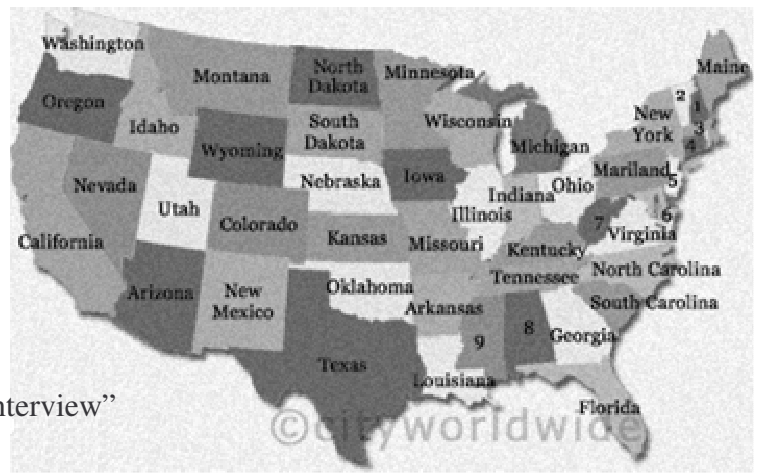 Washington
Montana
North
Dakota
Minnesota
Maine
Oregon
Idaho
Wyoming
South
Dakota
Wisconsin
Michigan
New
York
2
1
3
4
Nevada
Utah
Colorado
Nebraska
Iowa
Illinois
Indiana
Ohio
Mariland
5
6
7
Virginia
California
Kansas
Missouri
Kentucky
Arizona
New
Mexico
Oklahoma
Arkansas
Tennessee
North Carolina
South Carolina
Texas
Louisiana
9
8
Georgia
Florida
nterview”
©cityworldwide